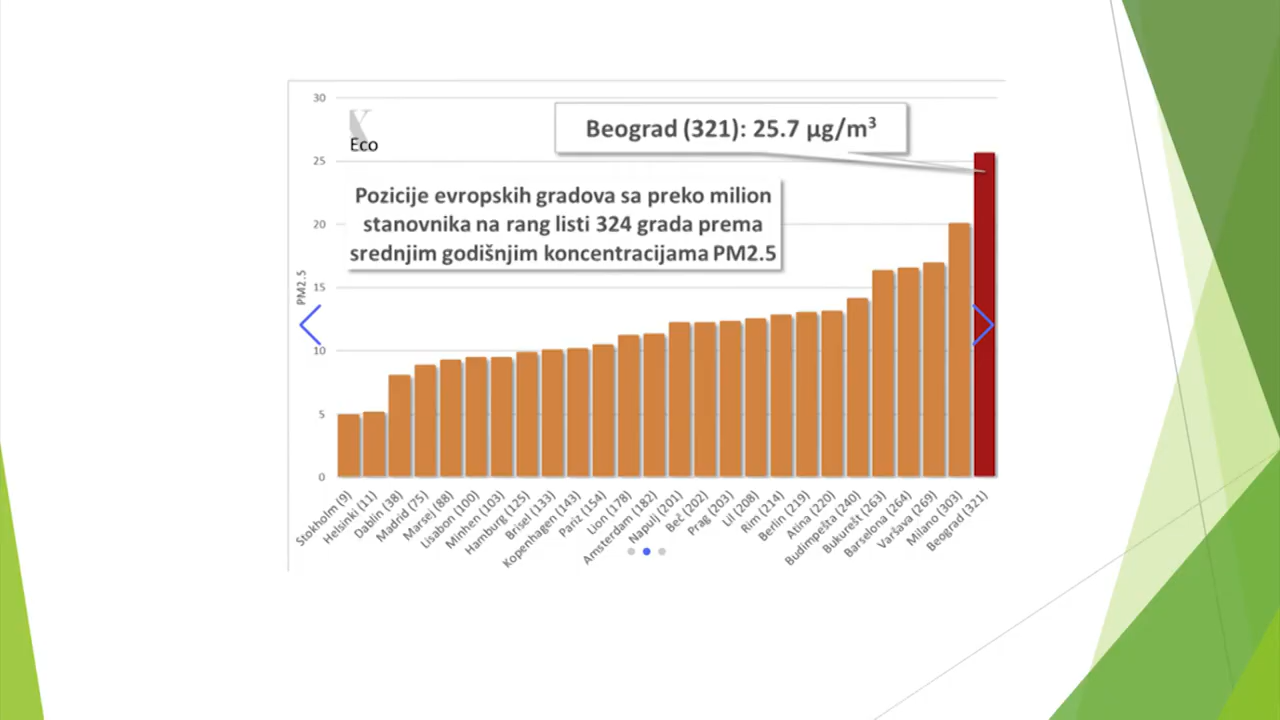 30
25
20
15
10
5
0
PM2.5
X
Eco
Beograd (321): 25.7 µg/m³
Pozicije evropskih gradova sa preko milion
stanovnika na rang listi 324 grada prema
srednjim godišnjim koncentracijama PM2.5
Stokholm (9)
Helsinki (11)
Dablin (38)
Madrid (75)
Marsej (88)
Lisabon (100)
Minhen (103)
Hamburg (125)
Brisel (133)
Kopenhagen (143)
Pariz (154)
Lion (178)
Amsterdam (182)
Napulj (201)
Beč (202)
Prag (203)
Lil (208)
Rim (214)
Berlin (219)
Atina (220)
Budimpešta (240)
Bukurešt (263)
Barselona (264)
Varšava (269)
Milano (303)
Beograd (321)